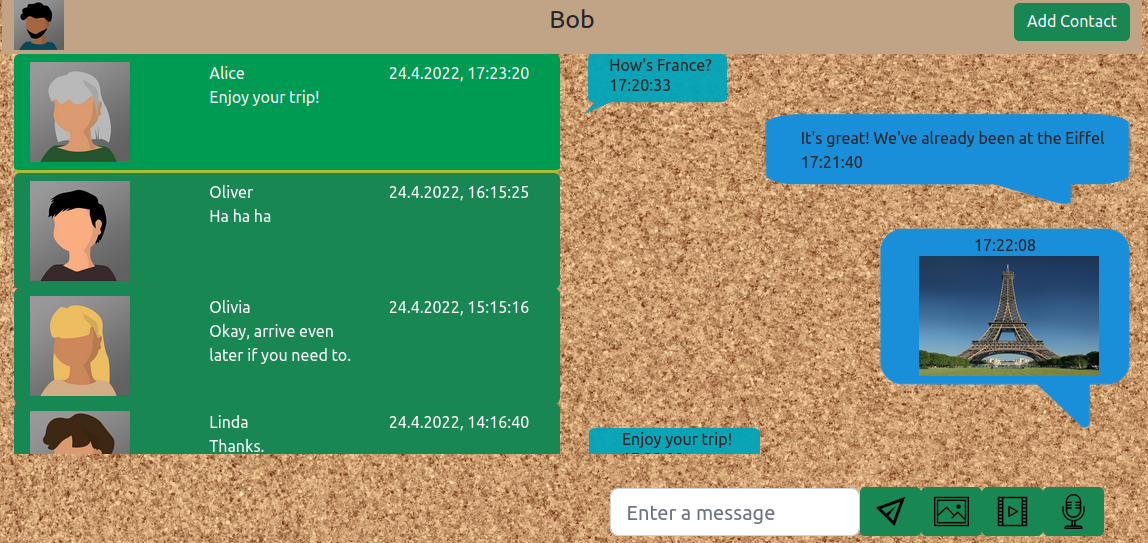 Bob
Add Contact
Alice
24.4.2022, 17:23:20
Enjoy your trip!
Oliver
24.4.2022, 16:15:25
Ha ha ha
Olivia
24.4.2022, 15:15:16
Okay, arrive even
later if you need to.
Linda
24.4.2022, 14:16:40
Thanks.
How's France?
17:20:33
It's great! We've already been at the Eiffel
17:21:40
17:22:08
Enjoy your trip!
Enter a message